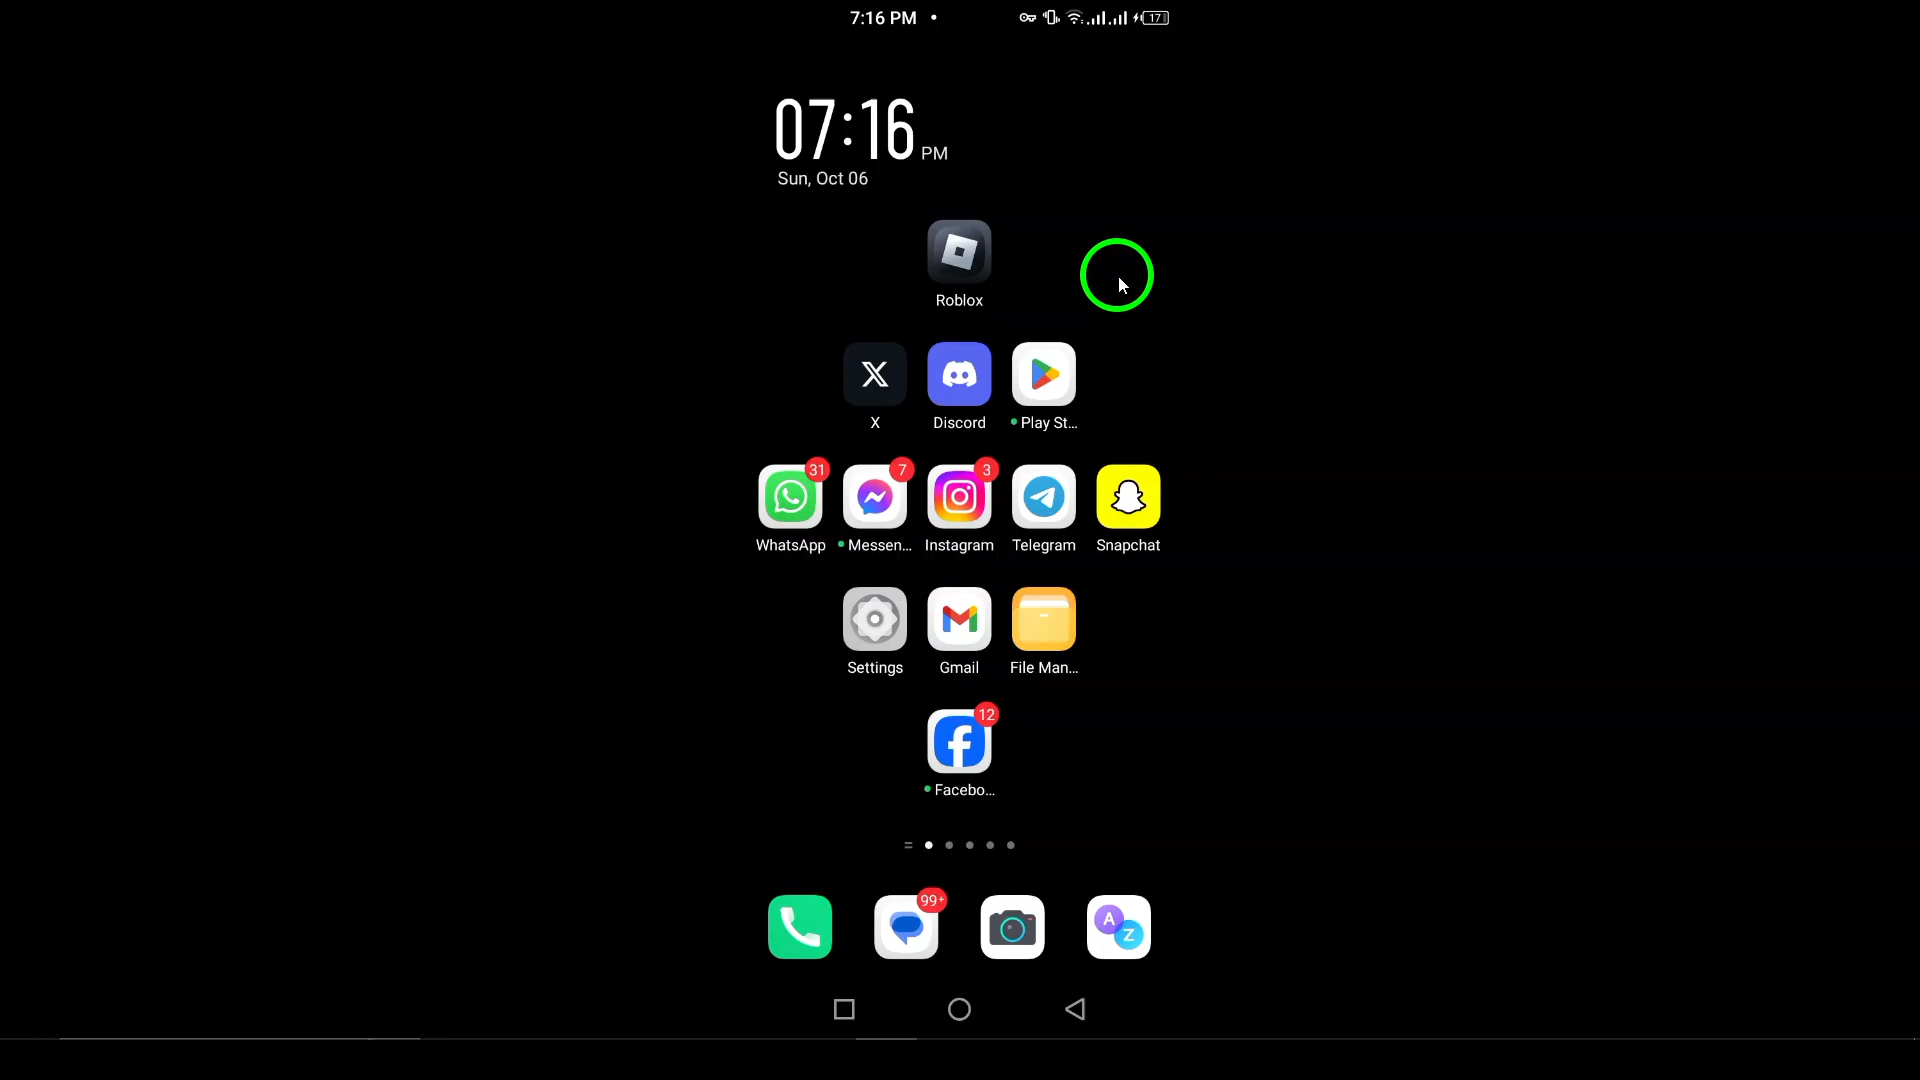 7:16 PM •
17
07:16 PM
Sun, Oct 06
Roblox
X
Discord
Play St...
31
7
3
WhatsApp
Messen...
Instagram
Telegram
Snapchat
Settings
Gmail
File Man...
12
Facebo...
99+
A
Z